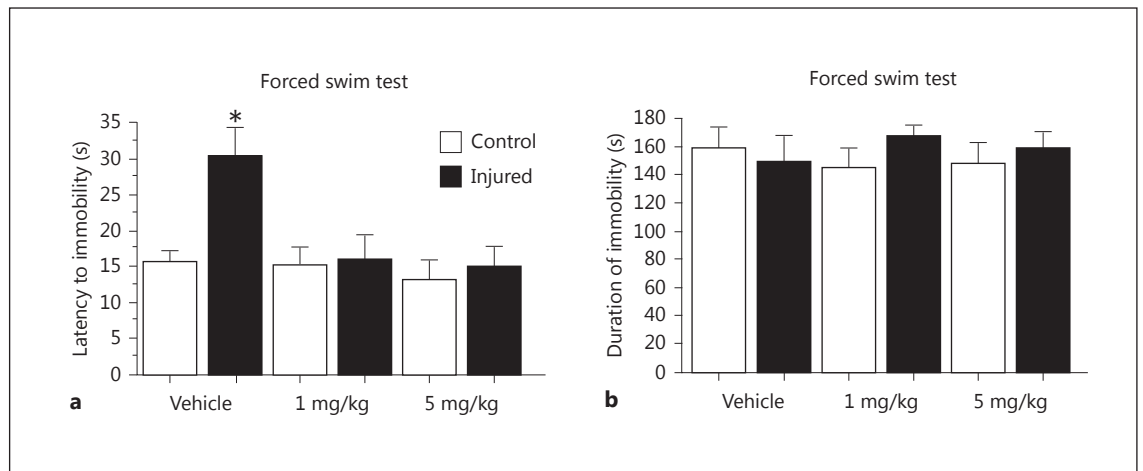 Forced swim test
35
30
25
20
15
10
5
0
Latency to immobility (s)
*
Control
Injured
Vehicle
1 mg/kg
5 mg/kg
a
Forced swim test
180
160
140
120
100
80
60
40
20
0
Duration of immobility (s)
Vehicle
1 mg/kg
5 mg/kg
b